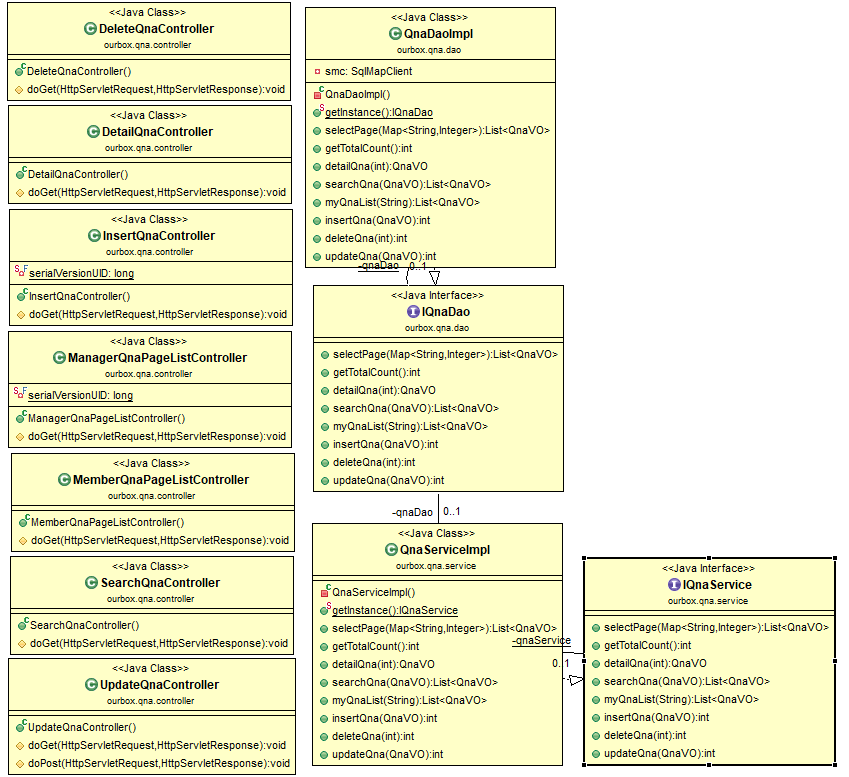 <<Java Class>>
DeleteQnaController
ourbox.qna.controller
DeleteQnaController()
doGet(HttpServletRequest,HttpServletResponse):void
<<Java Class>>
DetailQnaController
ourbox.qna.controller
DetailQnaController()
doGet(HttpServletRequest,HttpServletResponse):void
<<Java Class>>
InsertQnaController
ourbox.qna.controller
serialVersionUID: long
InsertQnaController()
doGet(HttpServletRequest,HttpServletResponse):void
<<Java Class>>
ManagerQnaPageListController
ourbox.qna.controller
serialVersionUID: long
ManagerQnaPageListController()
doGet(HttpServletRequest,HttpServletResponse):void
<<Java Class>>
MemberQnaPageListController
ourbox.qna.controller
MemberQnaPageListController()
doGet(HttpServletRequest,HttpServletResponse):void
<<Java Class>>
SearchQnaController
ourbox.qna.controller
SearchQnaController()
doGet(HttpServletRequest,HttpServletResponse):void
<<Java Class>>
UpdateQnaController
ourbox.qna.controller
UpdateQnaController()
doGet(HttpServletRequest,HttpServletResponse):void
doPost(HttpServletRequest,HttpServletResponse):void
<<Java Class>>
QnaDaoImpl
ourbox.qna.dao
smc: SqlMapClient
QnaDaoImpl()
getInstance():IQnaDao
selectPage(Map<String,Integer>):List<QnaVO>
getTotalCount():int
detailQna(int):QnaVO
searchQna(QnaVO):List<QnaVO>
myQnaList(String):List<QnaVO>
insertQna(QnaVO):int
deleteQna(int):int
updateQna(QnaVO):int
-qnaDao 0..1
<<Java Interface>>
IQnaDao
ourbox.qna.dao
selectPage(Map<String,Integer>):List<QnaVO>
getTotalCount():int
detailQna(int):QnaVO
searchQna(QnaVO):List<QnaVO>
myQnaList(String):List<QnaVO>
insertQna(QnaVO):int
deleteQna(int):int
updateQna(QnaVO):int
-qnaDao 0..1
<<Java Class>>
QnaServiceImpl
ourbox.qna.service
QnaServiceImpl()
getInstance():IQnaService
selectPage(Map<String,Integer>):List<QnaVO>
getTotalCount():int
detailQna(int):QnaVO
searchQna(QnaVO):List<QnaVO>
myQnaList(String):List<QnaVO>
insertQna(QnaVO):int
deleteQna(int):int
updateQna(QnaVO):int
-qnaService
0..1
<<Java Interface>>
IQnaService
ourbox.qna.service
selectPage(Map<String,Integer>):List<QnaVO>
getTotalCount():int
detailQna(int):QnaVO
searchQna(QnaVO):List<QnaVO>
myQnaList(String):List<QnaVO>
insertQna(QnaVO):int
deleteQna(int):int
updateQna(QnaVO):int